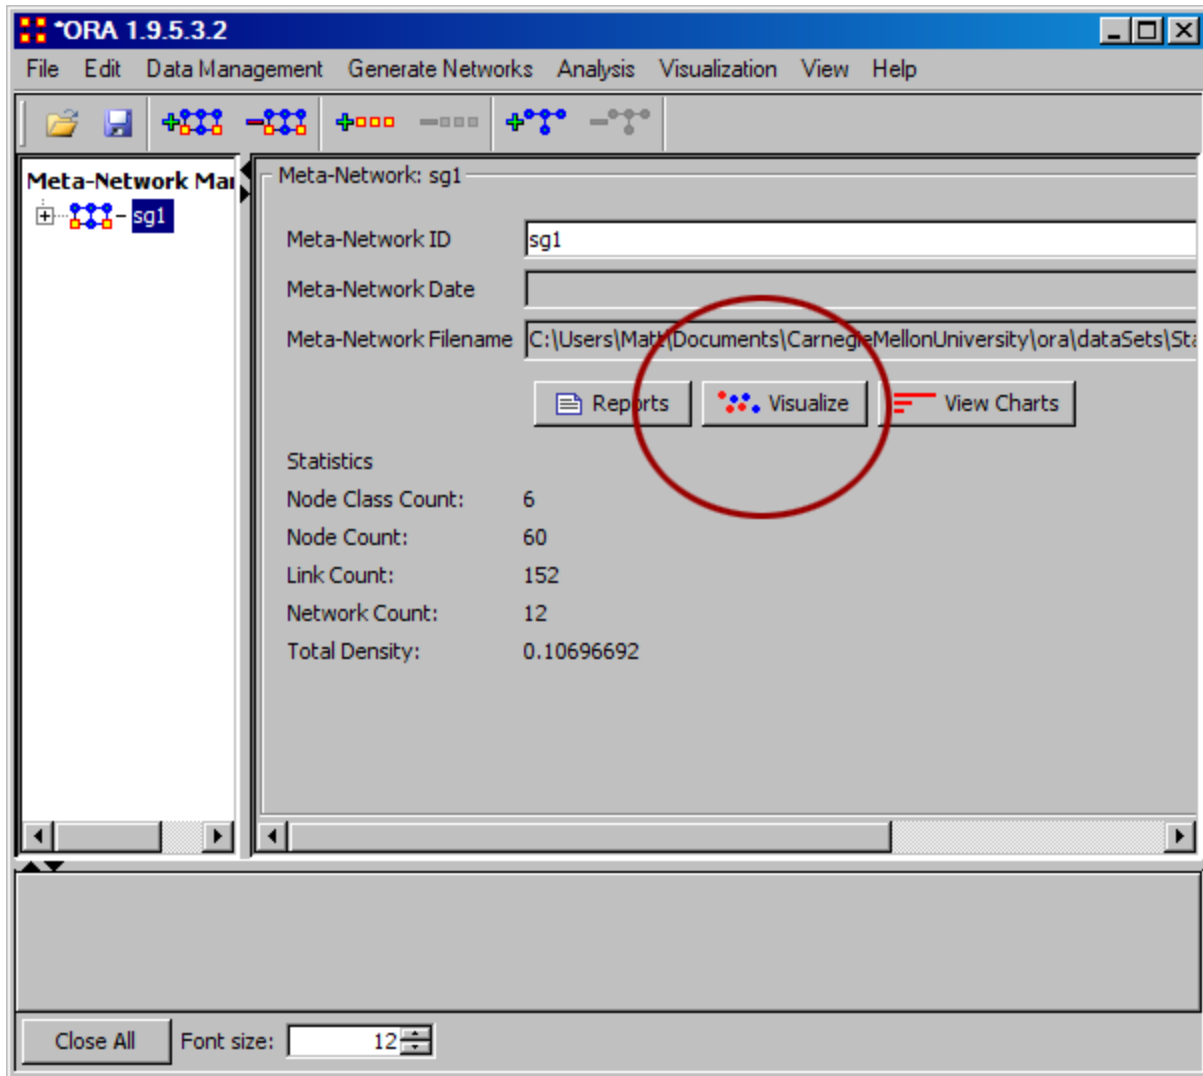 *ORA 1.9.5.3.2
File Edit Data Management Generate Networks Analysis Visualization View Help
Meta-Network Mar
sg1
Meta-Network: sg1
Meta-Network ID sg1
Meta-Network Date
Meta-Network Filename C:\Users\Matt\Documents\CarnegieMellonUniversity\ora\dataSets\Sta
Reports Visualize View Charts
Statistics
Node Class Count: 6
Node Count: 60
Link Count: 152
Network Count: 12
Total Density: 0.10696692
Close All Font size: 12